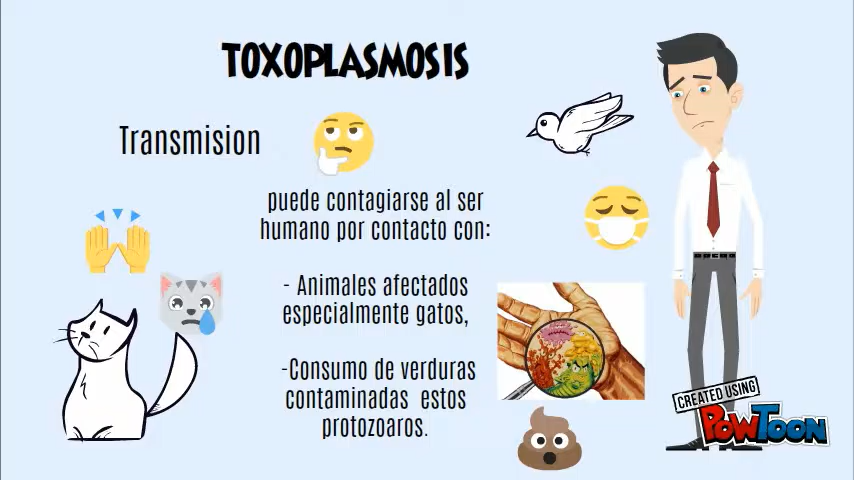 TOXOPLASMOSIS
Transmision
puede contagiarse al ser
humano por contacto con:
- Animales afectados
especialmente gatos,
-Consumo de verduras
contaminadas estos
protozoaros.
CREATED USING
POWTOON